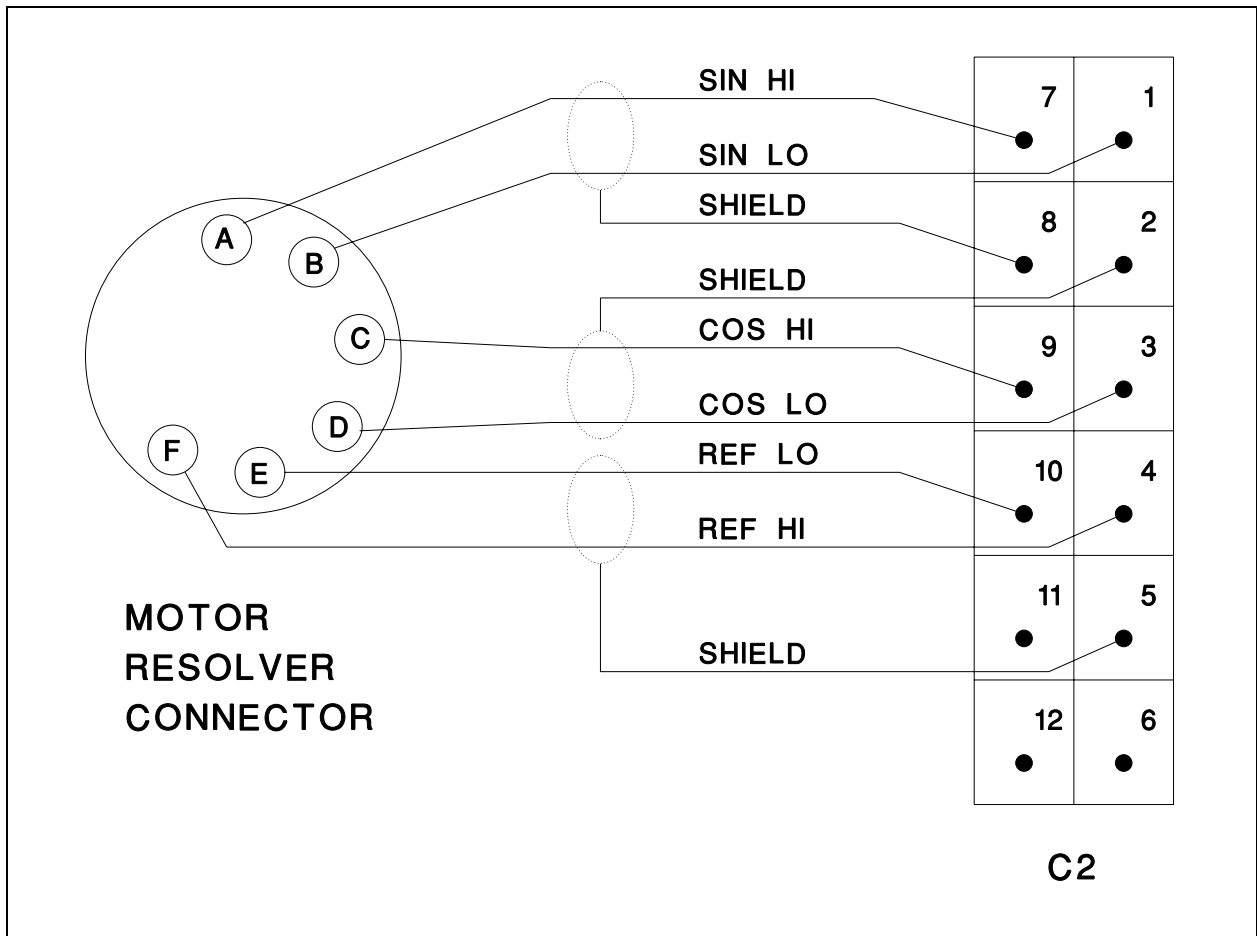 SIN HI
7 1
SIN LO
SHIELD
A
B
8 2
SHIELD
C
COS HI
9 3
COS LO
D
F
E
REF LO
10 4
REF HI
11 5
SHIELD
MOTOR
RESOLVER
CONNECTOR
12 6
C2